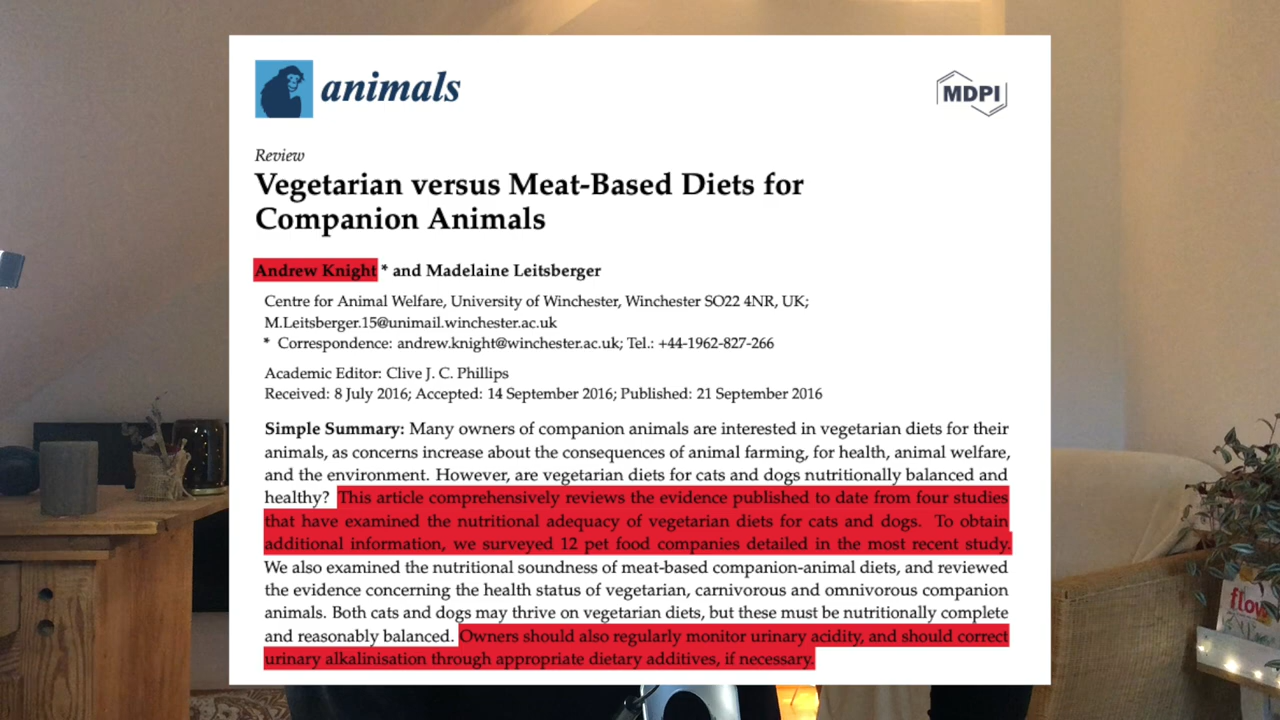 animals
MDPI
Review
Vegetarian versus Meat-Based Diets for
Companion Animals
Andrew Knight * and Madelaine Leitsberger
Centre for Animal Welfare, University of Winchester, Winchester SO22 4NR, UK;
M.Leitsberger.15@unimail.winchester.ac.uk
* Correspondence: andrew.knight@winchester.ac.uk; Tel.: +44-1962-827-266
Academic Editor: Clive J. C. Phillips
Received: 8 July 2016; Accepted: 14 September 2016; Published: 21 September 2016
Simple Summary: Many owners of companion animals are interested in vegetarian diets for their
animals, as concerns increase about the consequences of animal farming, for health, animal welfare,
and the environment. However, are vegetarian diets for cats and dogs nutritionally balanced and
healthy? This article comprehensively reviews the evidence published to date from four studies
that have examined the nutritional adequacy of vegetarian diets for cats and dogs. To obtain
additional information, we surveyed 12 pet food companies detailed in the most recent study.
We also examined the nutritional soundness of meat-based companion-animal diets, and reviewed
the evidence concerning the health status of vegetarian, carnivorous and omnivorous companion
animals. Both cats and dogs may thrive on vegetarian diets, but these must be nutritionally complete
and reasonably balanced. Owners should also regularly monitor urinary acidity, and should correct
urinary alkalinisation through appropriate dietary additives, if necessary.
flow